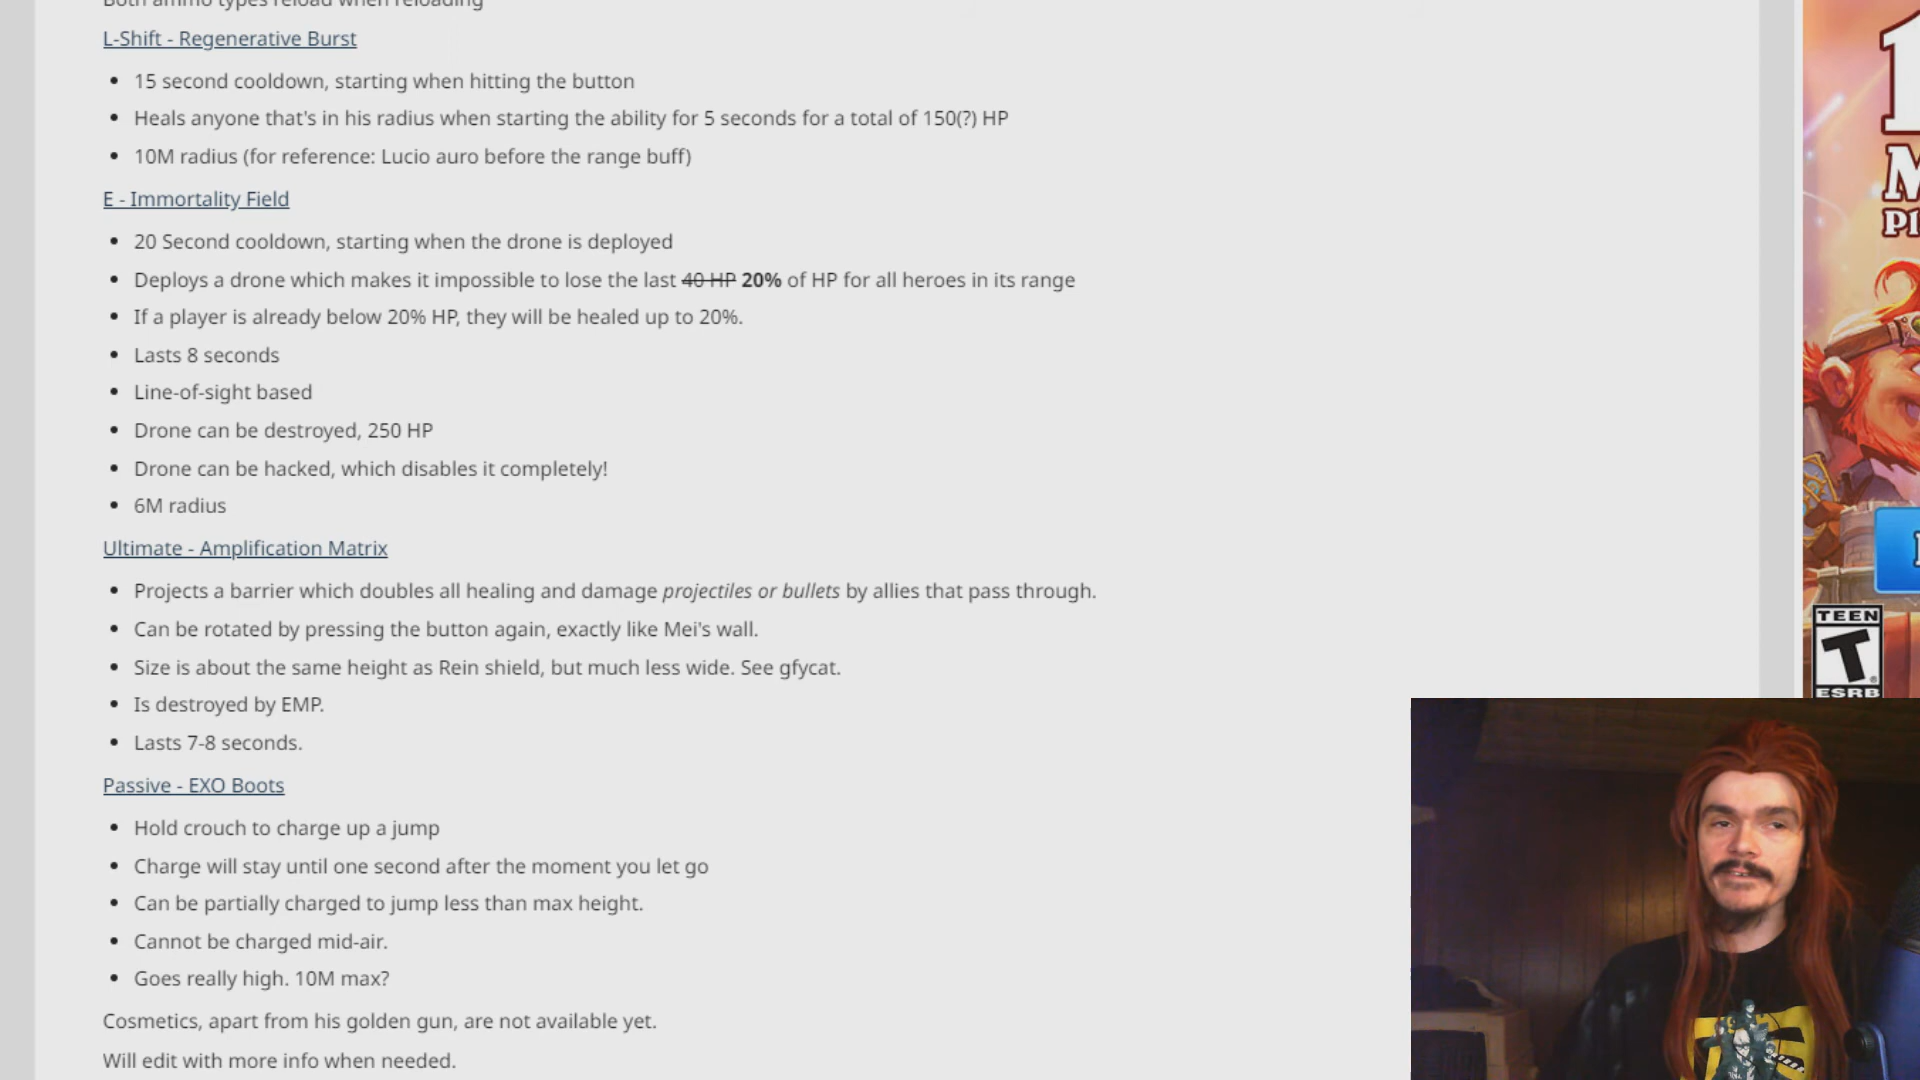 Both ammo types reload when reloading
L-Shift - Regenerative Burst
15 second cooldown, starting when hitting the button
Heals anyone that's in his radius when starting the ability for 5 seconds for a total of 150(?) HP
10M radius (for reference: Lucio auro before the range buff)
E - Immortality Field
20 Second cooldown, starting when the drone is deployed
Deploys a drone which makes it impossible to lose the last 40 HP 20% of HP for all heroes in its range
If a player is already below 20% HP, they will be healed up to 20%.
Lasts 8 seconds
Line-of-sight based
Drone can be destroyed, 250 HP
Drone can be hacked, which disables it completely!
6M radius
Ultimate - Amplification Matrix
Projects a barrier which doubles all healing and damage projectiles or bullets by allies that pass through.
Can be rotated by pressing the button again, exactly like Mei's wall.
Size is about the same height as Rein shield, but much less wide. See gfycat.
Is destroyed by EMP.
Lasts 7-8 seconds.
Passive - EXO Boots
Hold crouch to charge up a jump
Charge will stay until one second after the moment you let go
Can be partially charged to jump less than max height.
Cannot be charged mid-air.
Goes really high. 10M max?
Cosmetics, apart from his golden gun, are not available yet.
Will edit with more info when needed.
TEEN
T
ESRB